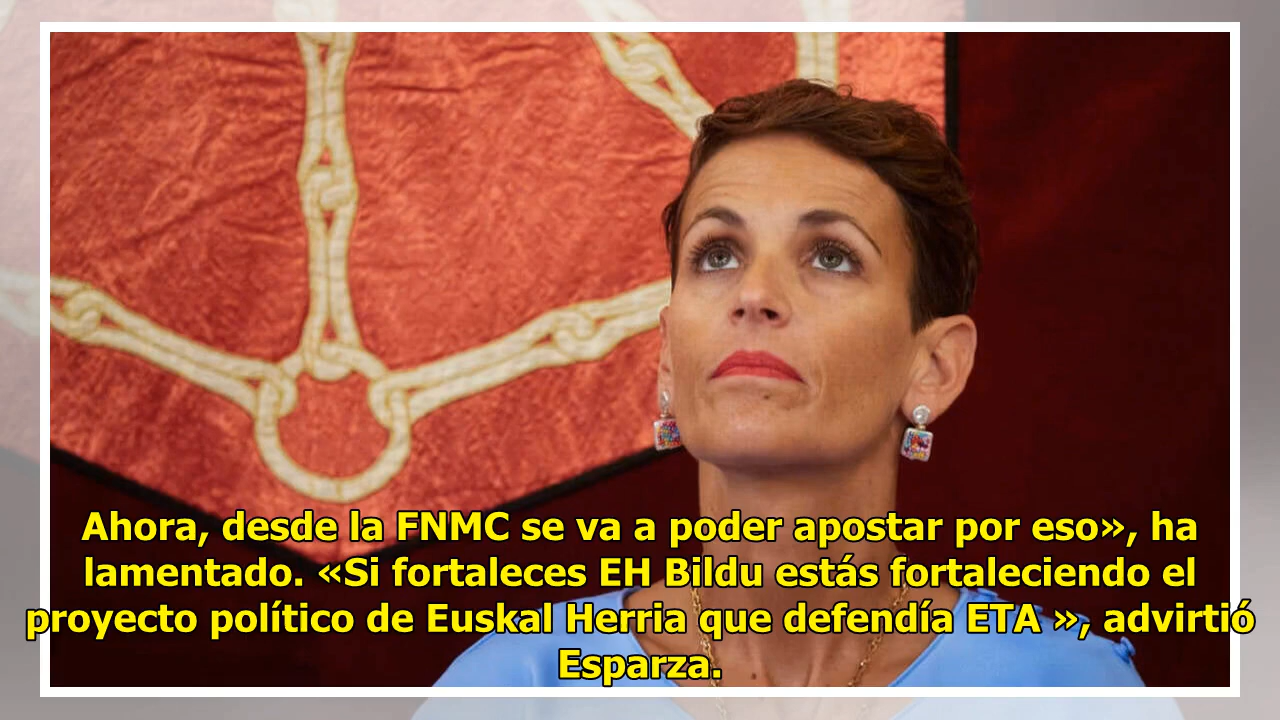 Ahora, desde la FNMC se va a poder apostar por eso», ha
lamentado. «Si fortaleces EH Bildu estás fortaleciendo el
proyecto político de Euskal Herria que defendía ETA », advirtió
Esparza.